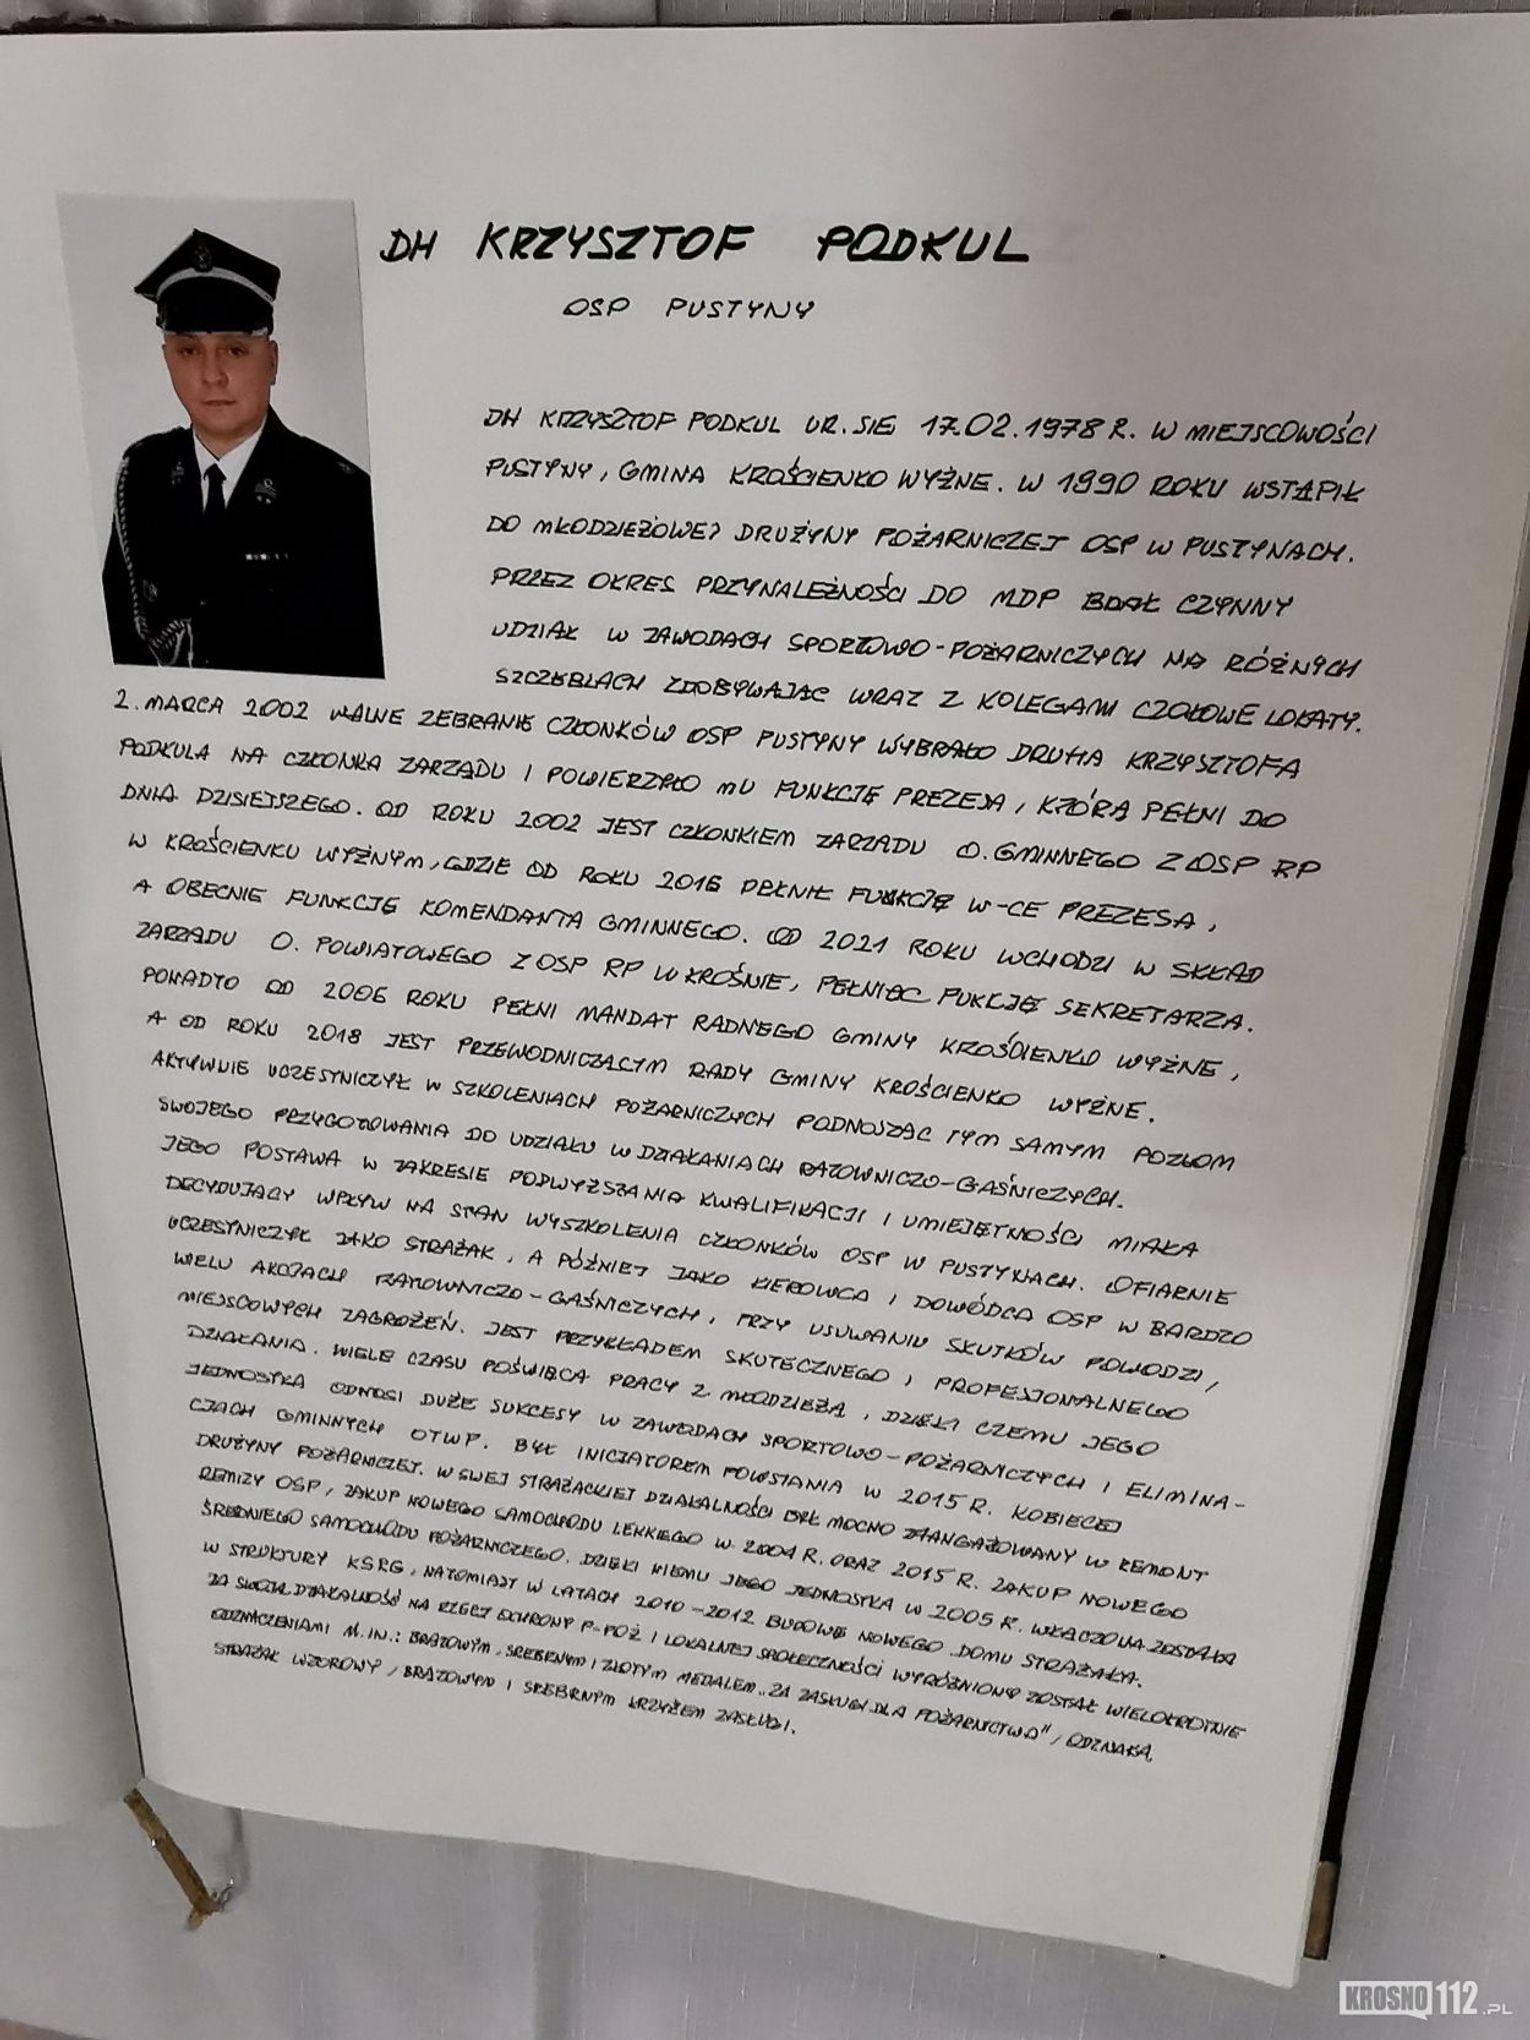 DH KRZYSZTOF PODKUL
OSP PUSTYNY
DH KRZYSZTOF PODKUL UR. SIĘ 17.02.1978 R. W MIEJSCOWOŚCI
PUSTYNY, GMINA KROŚCIENKO WYŻNE. W 1990 ROKU WSTĄPIŁ
DO MŁODZIEŻOWEJ DRUŻYNY POŻARNICZEJ OSP W PUSTYNACH.
PRZEZ OKRES PRZYNALEŻNOŚCI DO MDP BRAŁ CZYNNY
UDZIAŁ W ZAWODACH SPORTOWO-POŻARNICZYCH NA RÓŻNYCH
SZCZEBLACH ZDOBYWAJĄC WRAZ Z KOLEGAMI CZOŁOWE LOKATY.
2. MARCA 2002 WALNE ZEBRANIE CZŁONKÓW OSP PUSTYNY WYBRAŁO DRUHA KRZYSZTOFA
PODKULA NA CZŁONKA ZARZĄDU I POWIERZYŁO MU FUNKCJĘ PREZESA, KTÓRĄ PEŁNI DO
DNIA DZISIEJSZEGO. OD ROKU 2002 JEST CZŁONKIEM ZARZĄDU O. GMINNEGO ZOSP RP
W KROŚCIENKU WYŻNYM, GDZIE OD ROKU 2016 PEŁNIŁ FUNKCJĘ W-CE PREZESA,
A OBECNIE FUNKCJĘ KOMENDANTA GMINNEGO. OD 2021 ROKU WCHODZI W SKŁAD
ZARZĄDU O. POWIATOWEGO ZOSP RP W KROŚNIE, PEŁNIĄC FUKCJĘ SEKRETARZA.
PONADTO OD 2006 ROKU PEŁNI MANDAT RADNEGO GMINY KROŚCIENKO WYŻNE,
A OD ROKU 2018 JEST PRZEWODNICZĄCYM RADY GMINY KROŚCIENKO WYŻNE.
AKTYWNIE UCZESTNICZYŁ W SZKOLENIACH POŻARNICZYCH PODNOSZĄC TYM SAMYM POZIOM
SWOJEGO PRZYGOTOWANIA DO UDZIAŁU W DZIAŁANIACH RATOWNICZO-GAŚNICZYCH.
JEGO POSTAWA W ZAKRESIE PODWYŻSZANIA KWALIFIKACJI I UMIEJĘTNOŚCI MIAŁA
DECYDUJĄCY WPŁYW NA STAN WYSZKOLENIA CZŁONKÓW OSP W PUSTYNACH. OFIARNIE
UCZESTNICZYŁ JAKO STRAŻAK, A PÓŹNIEJ JAKO KIEROWCA I DOWÓDCA OSP W BARDZO
WIELU AKCJACH RATOWNICZO-GAŚNICZYCH, PRZY USUWANIU SKUTKÓW POWODZI,
MIEJSCOWYCH ZAGROŻEŃ. JEST PRZYKŁADEM SKUTECZNEGO I PROFESJONALNEGO
DZIAŁANIA. WIELE CZASU POŚWIĘCA PRACY Z MŁODZIEŻĄ, DZIĘKI CZEMU JEGO
JEDNOSTKA ODNOSI DUŻE SUKCESY W ZAWODACH SPORTOWO-POŻARNICZYCH I ELIMINA-
CJACH GMINNYCH OTWP. BYŁ INICJATOREM POWSTANIA W 2015 R. KOBIECEJ
DRUŻYNY POŻARNICZEJ. W SWEJ STRAŻACKIEJ DZIAŁALNOŚCI BYŁ MOCNO ZAANGAŻOWANY W REMONT
REMIZY OSP, ZAKUP NOWEGO SAMOCHODU LEKKIEGO W 2004 R. ORAZ 2015 R. ZAKUP NOWEGO
ŚREDNIEGO SAMOCHODU POŻARNICZEGO. DZIĘKI NIEMU JEGO JEDNOSTKA W 2005 R. WŁĄCZONA ZOSTAŁA
W STRUKTURY KSRG, NATOMIAST W LATACH 2010-2012 BUDOWĘ NOWEGO DOMU STRAŻAKA.
ZA SWOJĄ DZIAŁALNOŚĆ NA RZECZ OCHRONY P-POŻ I LOKALNEJ SPOŁECZNOŚCI WYRÓŻNIONY ZOSTAŁ WIELOKROTNIE
ODZNACZENIAMI M.IN.: BRĄZOWYM, SREBRNYM I ZŁOTYM MEDALEM „ZA ZASŁUGI DLA POŻARNICTWA", ODZNAKĄ
STRAŻAK WZOROWY, BRĄZOWYM I SREBRNYM KRZYŻEM ZASŁUGI.
KROSNO112.PL